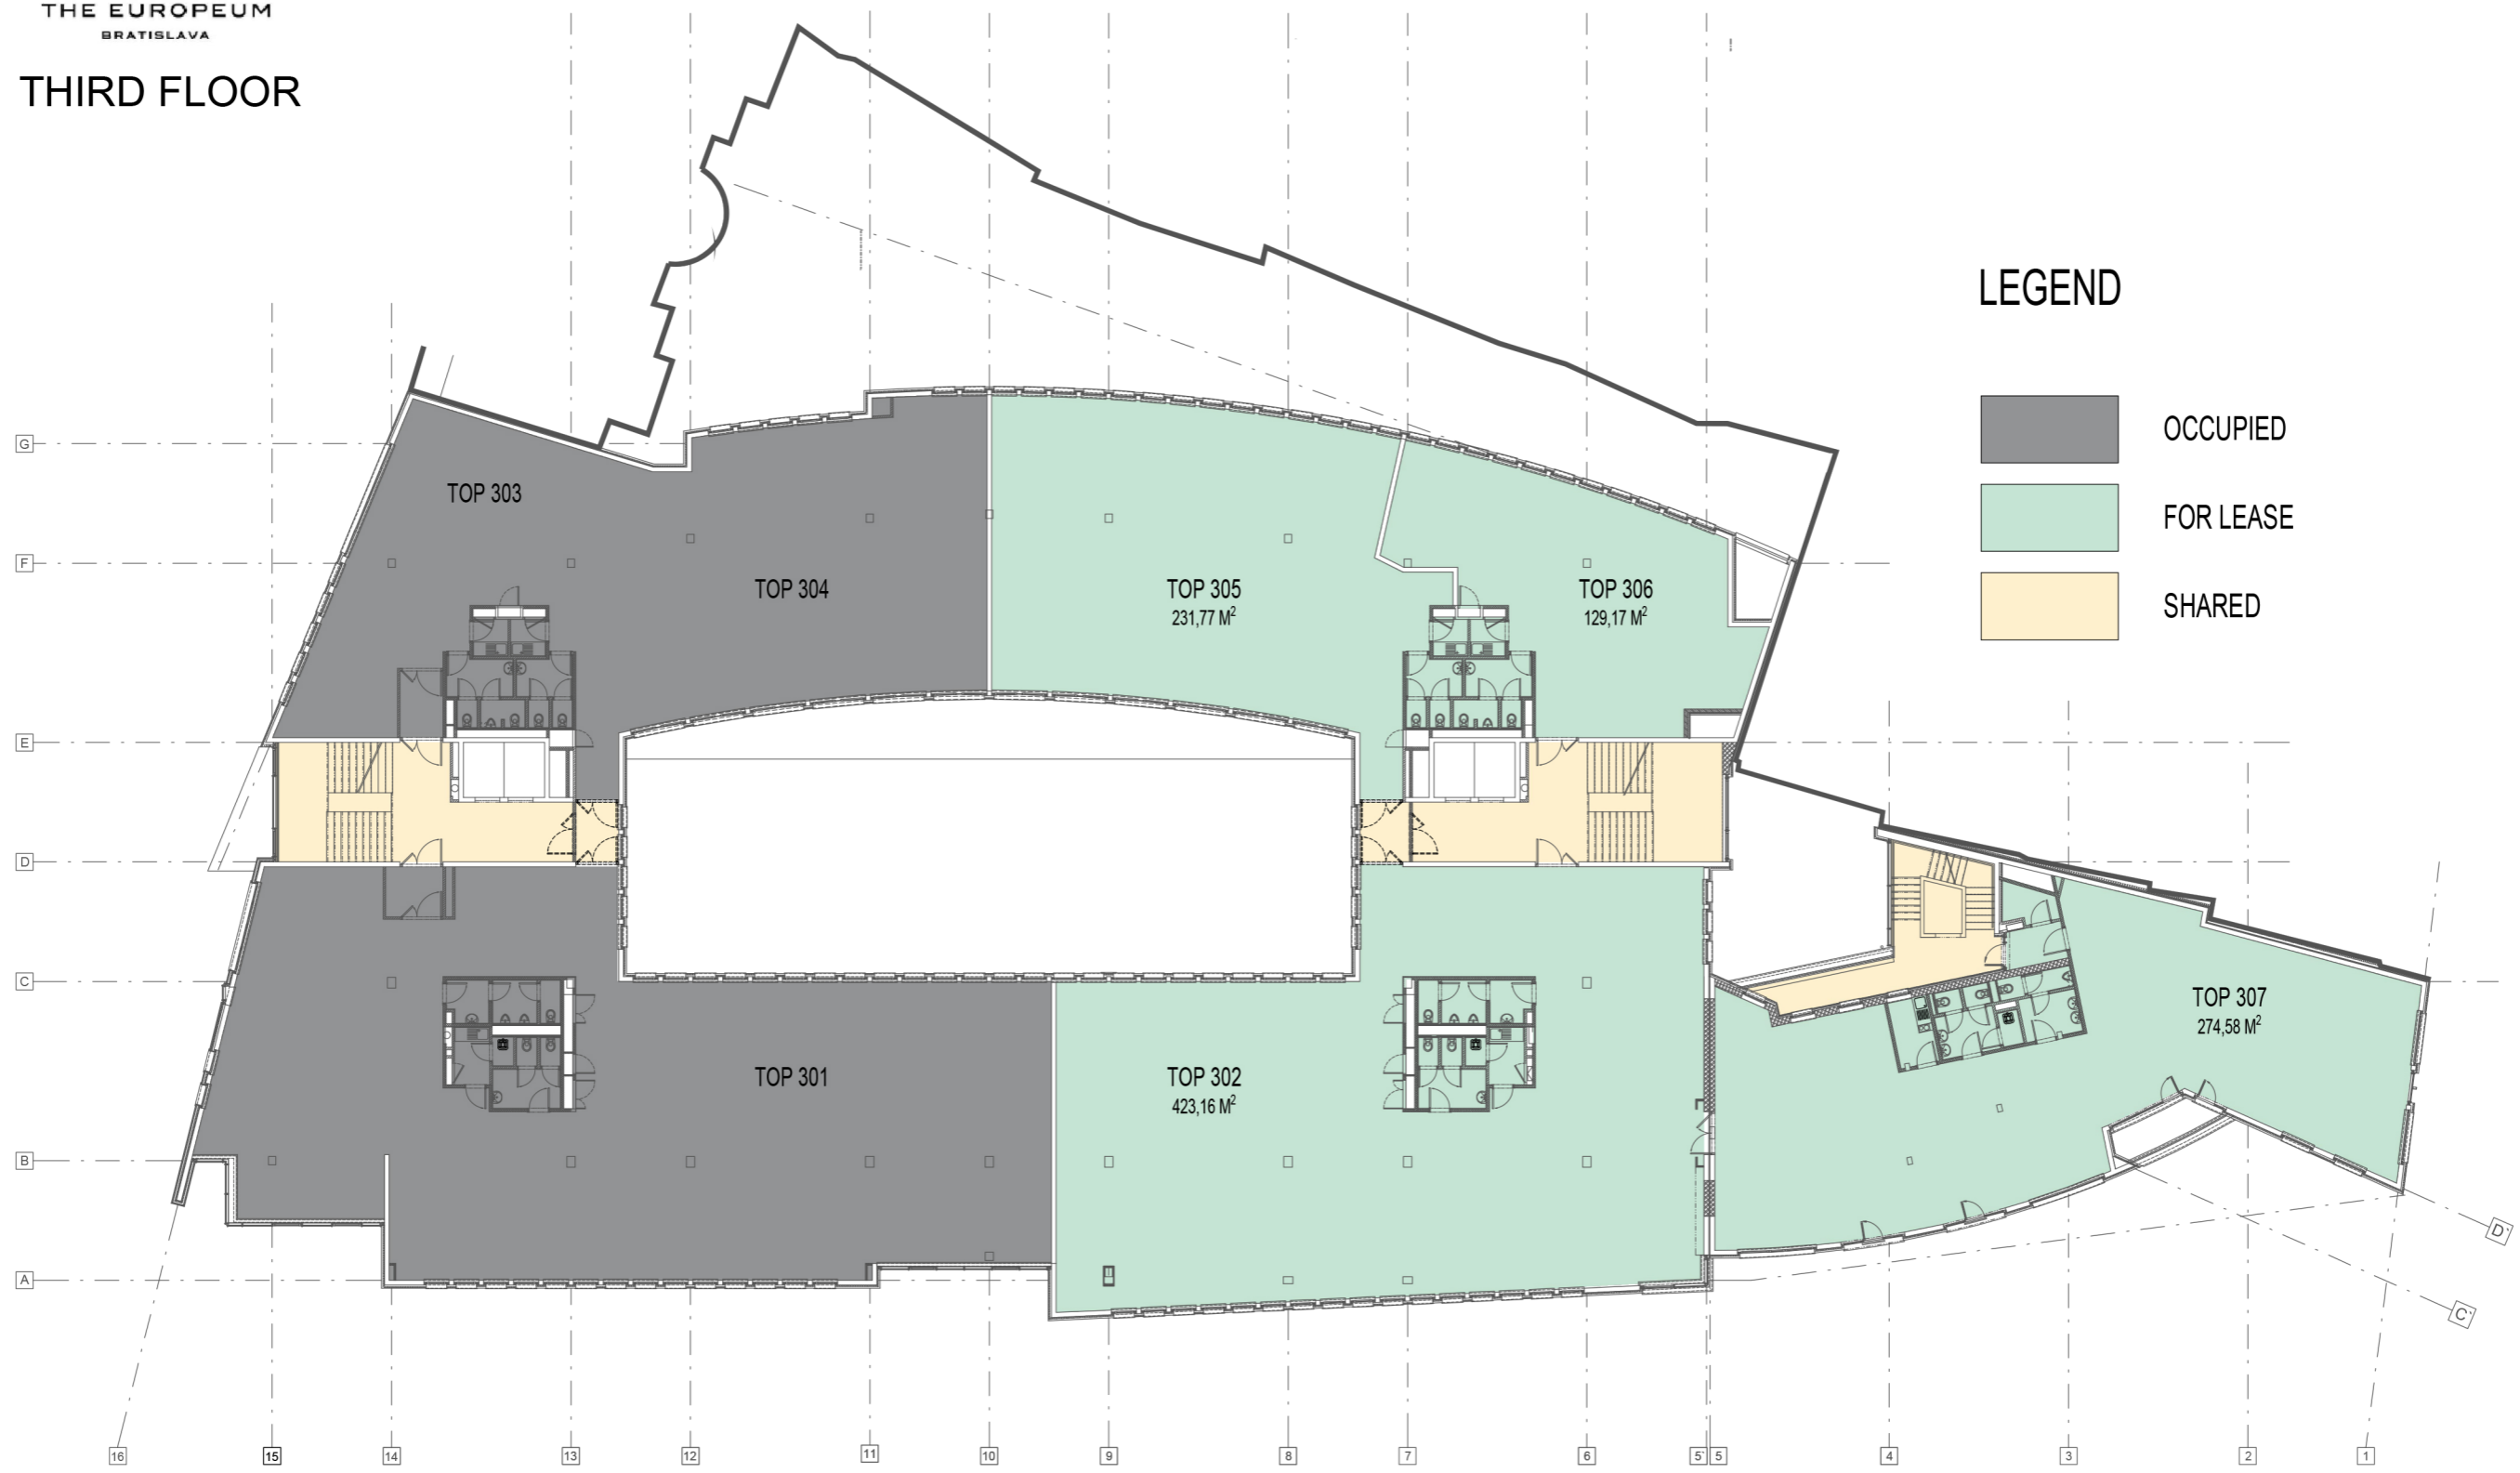 THE EUROPEUM
BRATISLAVA
THIRD FLOOR
LEGEND
OCCUPIED
FOR LEASE
SHARED
G
F
E
D
C
B
A
TOP 303
TOP 304
TOP 305
231,77 M²
TOP 306
129,17 M²
TOP 301
TOP 302
423,16 M²
TOP 307
274,58 M²
D`
C`
16
15
14
13
12
11
10
9
8
7
6
5`
5
4
3
2
1